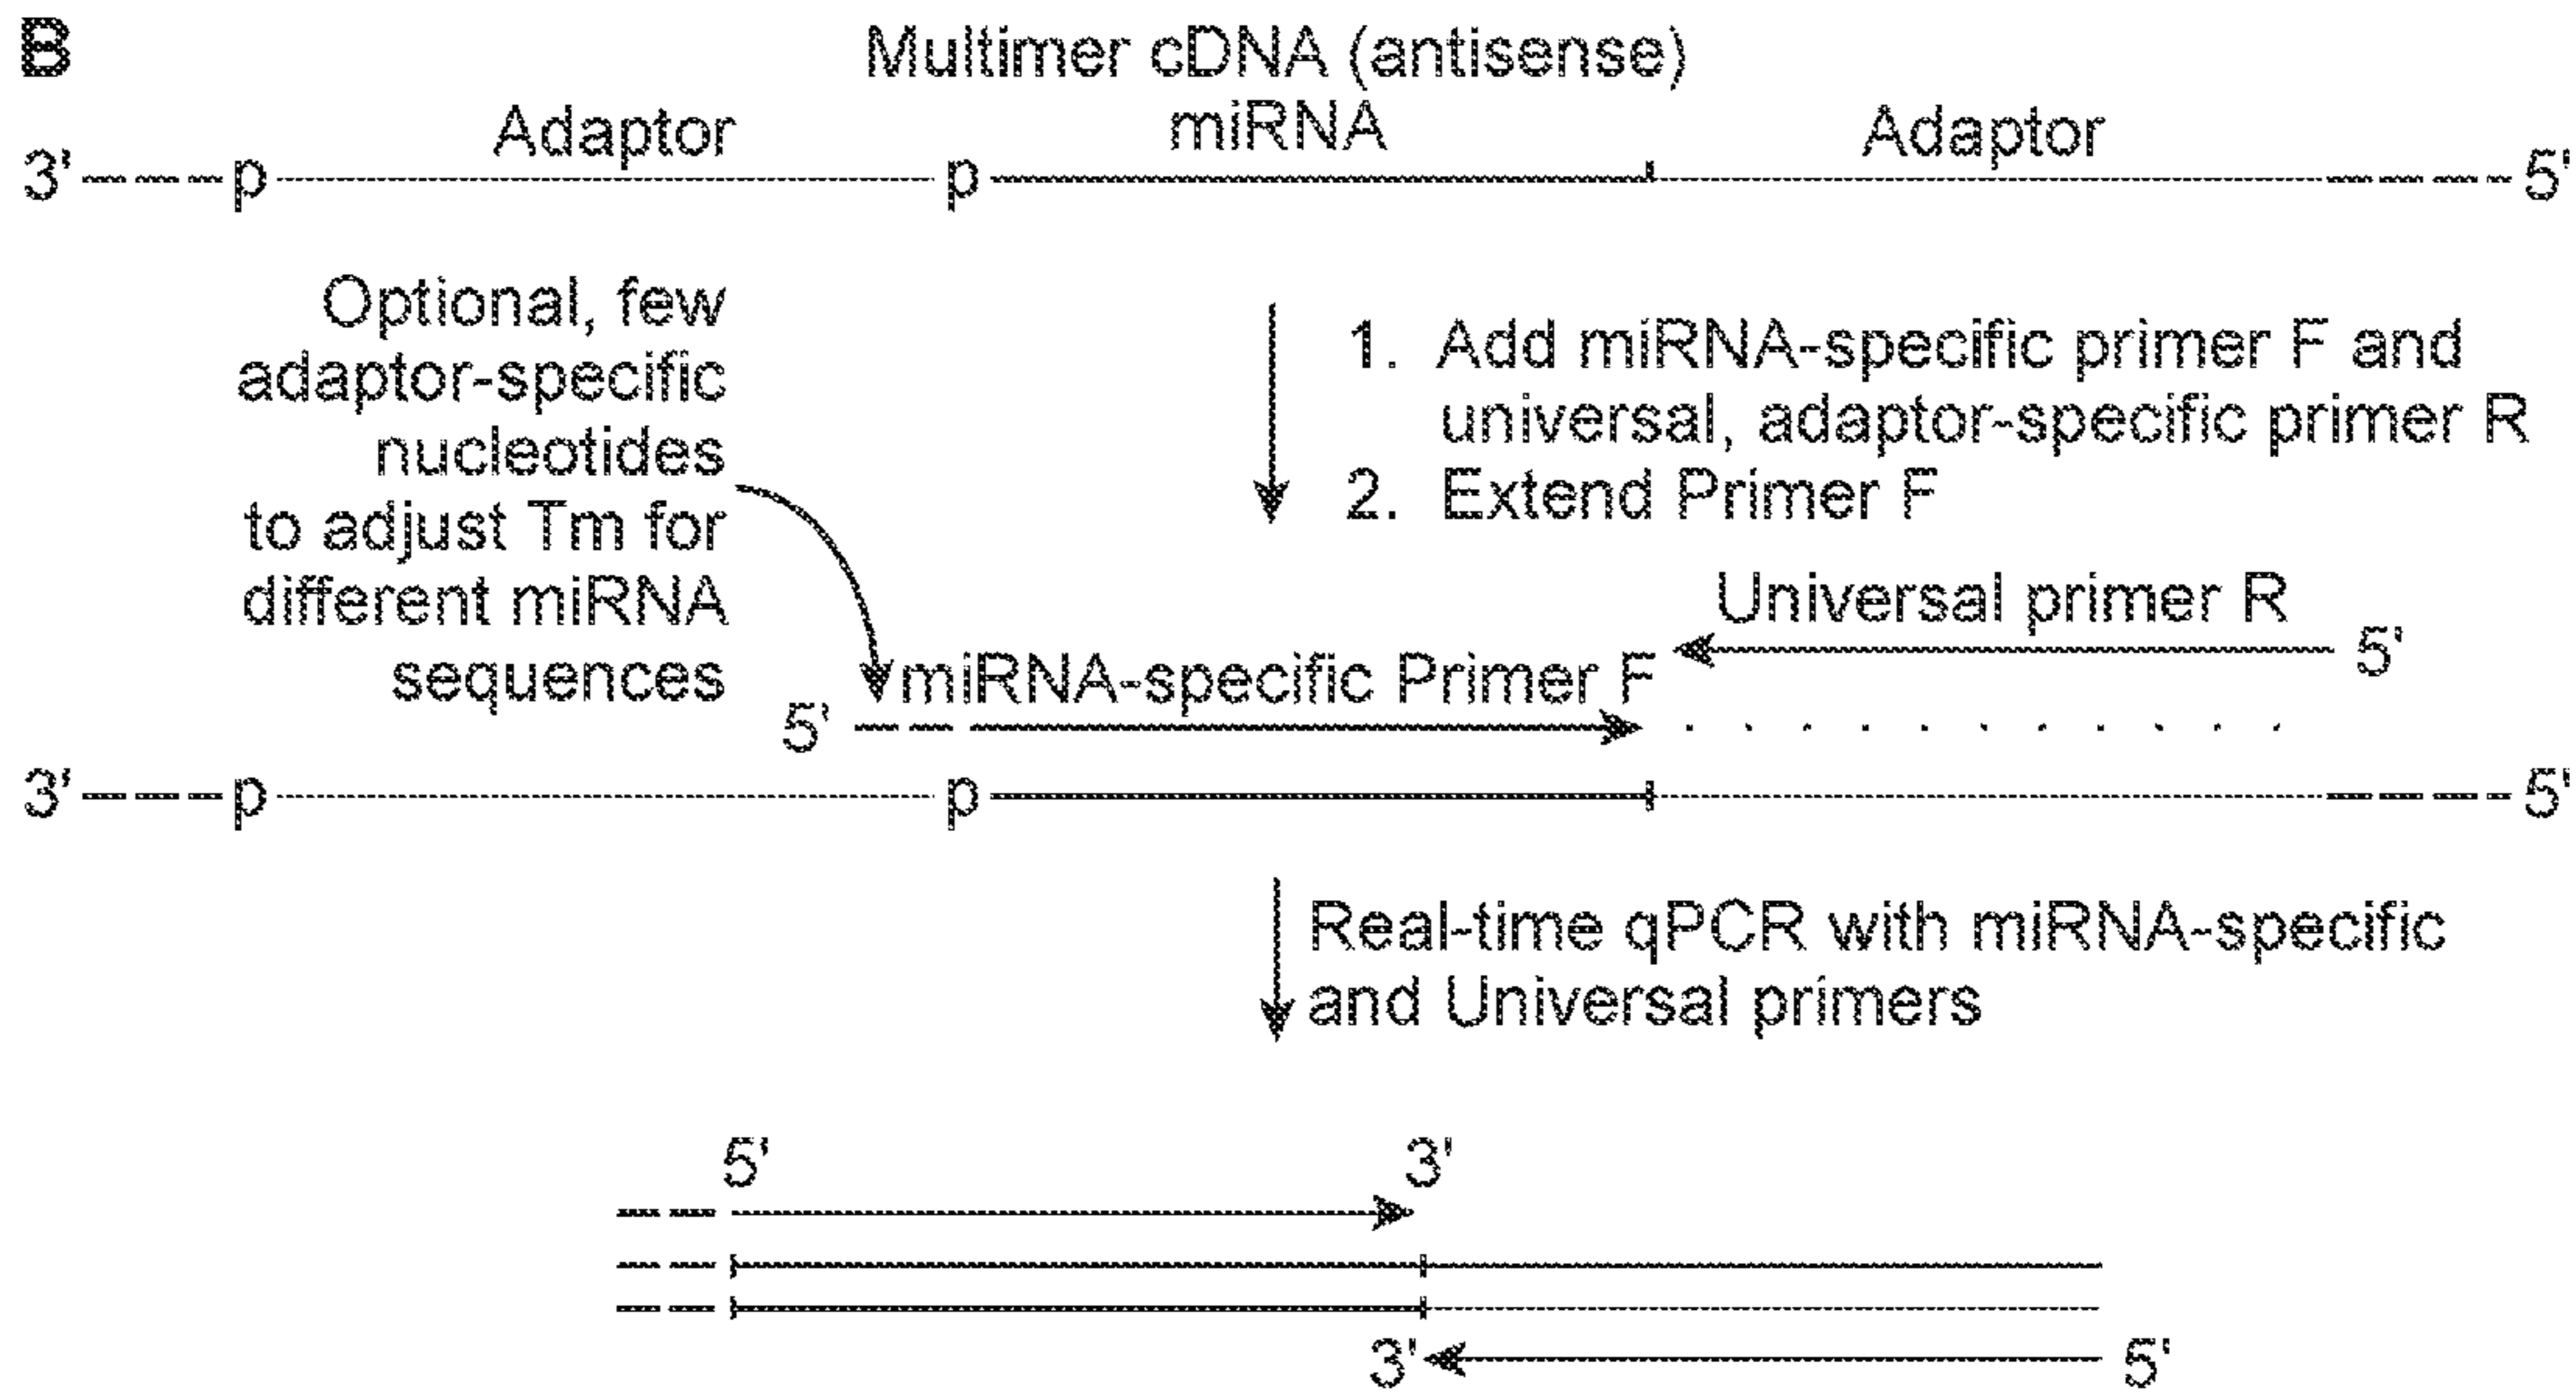 B
Multimer cDNA (antisense)
Adaptor miRNA Adaptor
3' p p 5'
Optional, few
adaptor-specific
nucleotides
to adjust Tm for
different miRNA
sequences
1. Add miRNA-specific primer F and
universal, adaptor-specific primer R
2. Extend Primer F
Universal primer R
5'
miRNA-specific Primer F
5'
3' p p 5'
Real-time qPCR with miRNA-specific
and Universal primers
5' 3'
3' 5'